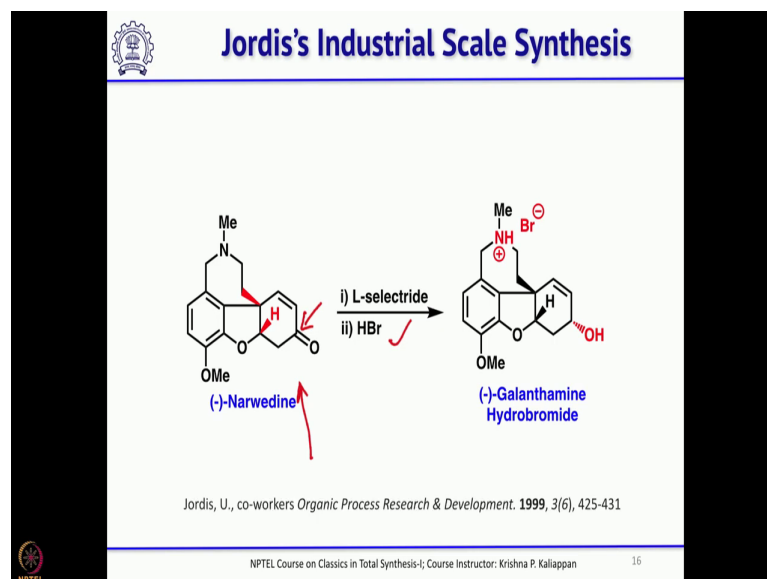 Jordis's Industrial Scale Synthesis
Me
N
H
O
O
OMe
(-)-Narwedine
i) L-selectride
ii) HBr
Me
Br ⊖
NH
⊕
H
O
OH
OMe
(-)-Galanthamine
Hydrobromide
Jordis, U., co-workers Organic Process Research & Development. 1999, 3(6), 425-431
NPTEL Course on Classics in Total Synthesis-I; Course Instructor: Krishna P. Kaliappan
16
NPTEL